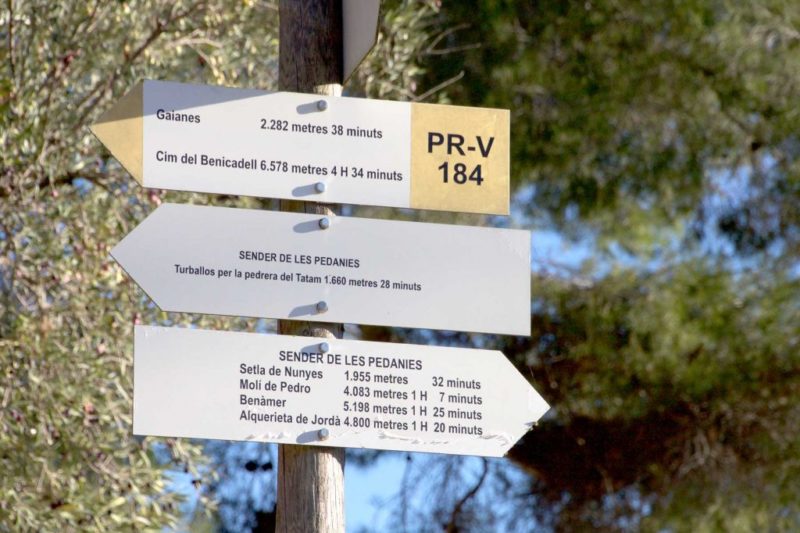 Gaianes 2.282 metres 38 minuts
Cim del Benicadell 6.578 metres 4 H 34 minuts
PR-V
184
SENDER DE LES PEDANIES
Turballos per la pedrera del Tatam 1.660 metres 28 minuts
SENDER DE LES PEDANIES
Setla de Nunyes 1.955 metres 32 minuts
Molí de Pedro 4.083 metres 1 H 7 minuts
Benàmer 5.198 metres 1 H 25 minuts
Alquerieta de Jordà 4.800 metres 1 H 20 minuts